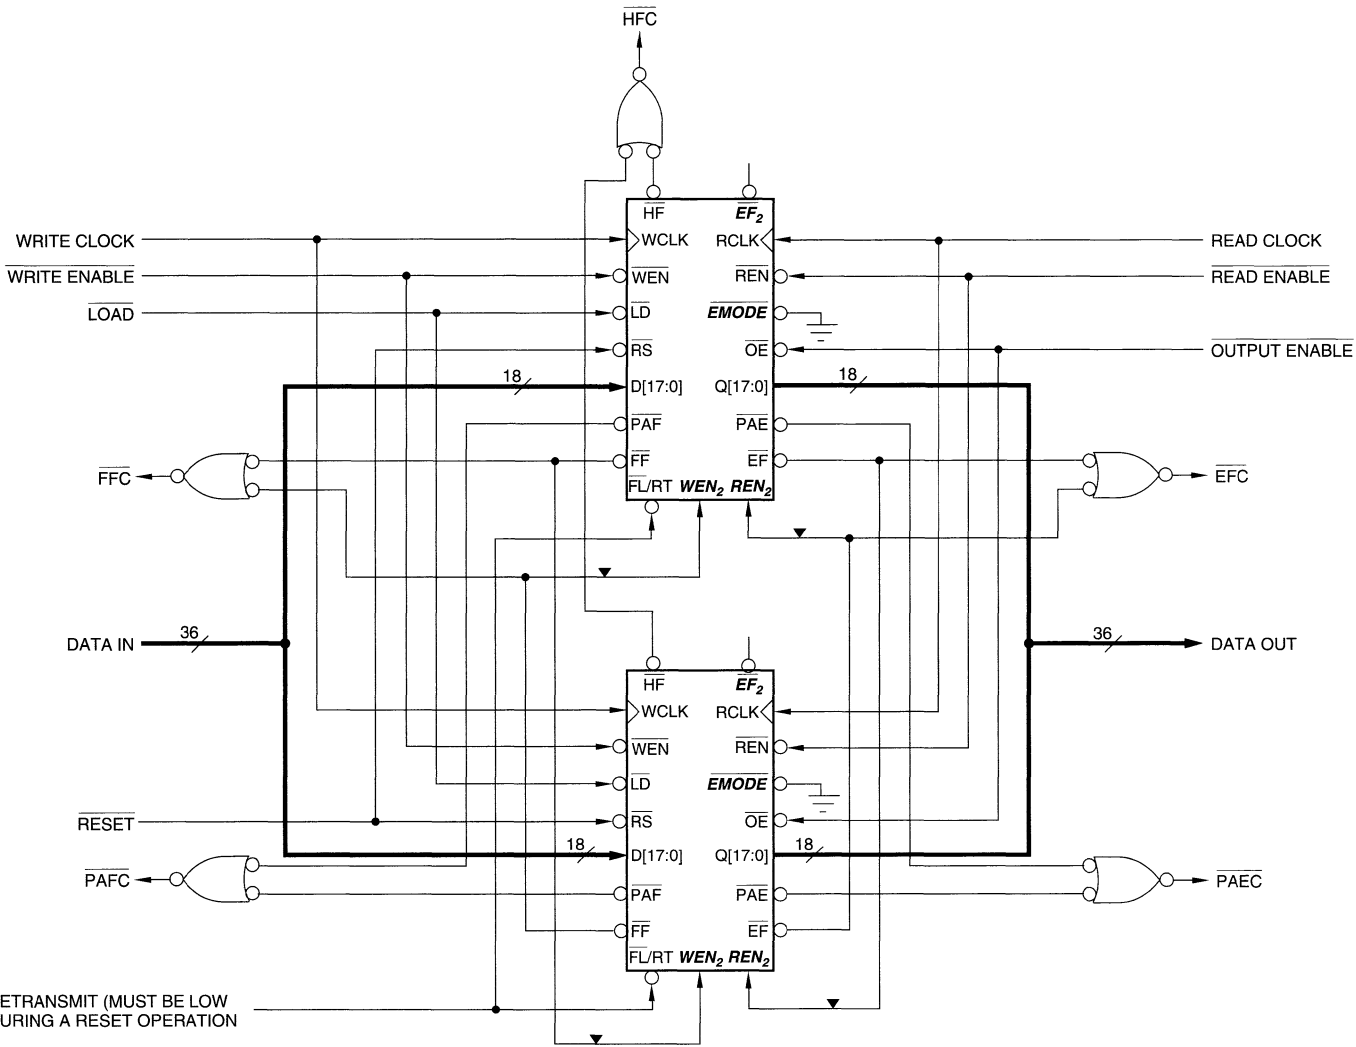 HFC
HF
EF2
WRITE CLOCK
WCLK
RCLK
READ CLOCK
WRITE ENABLE
WEN
REN
READ ENABLE
LOAD
LD
EMODE
RS
OE
OUTPUT ENABLE
18
D[17:0]
Q[17:0]
18
PAF
PAE
FFC
FF
EF
EFC
FL/RT WEN2 REN2
DATA IN
36
36
DATA OUT
HF
EF2
WCLK
RCLK
WEN
REN
LD
EMODE
RESET
RS
OE
18
D[17:0]
Q[17:0]
18
PAFC
PAF
PAE
PAEC
FF
EF
FL/RT WEN2 REN2
ETRANSMIT (MUST BE LOW
URING A RESET OPERATION